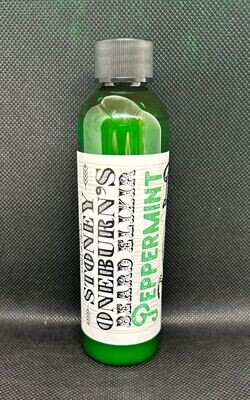 STONEY
ONEBURN'S
BEARD ELIXIR
PEPPERMINT